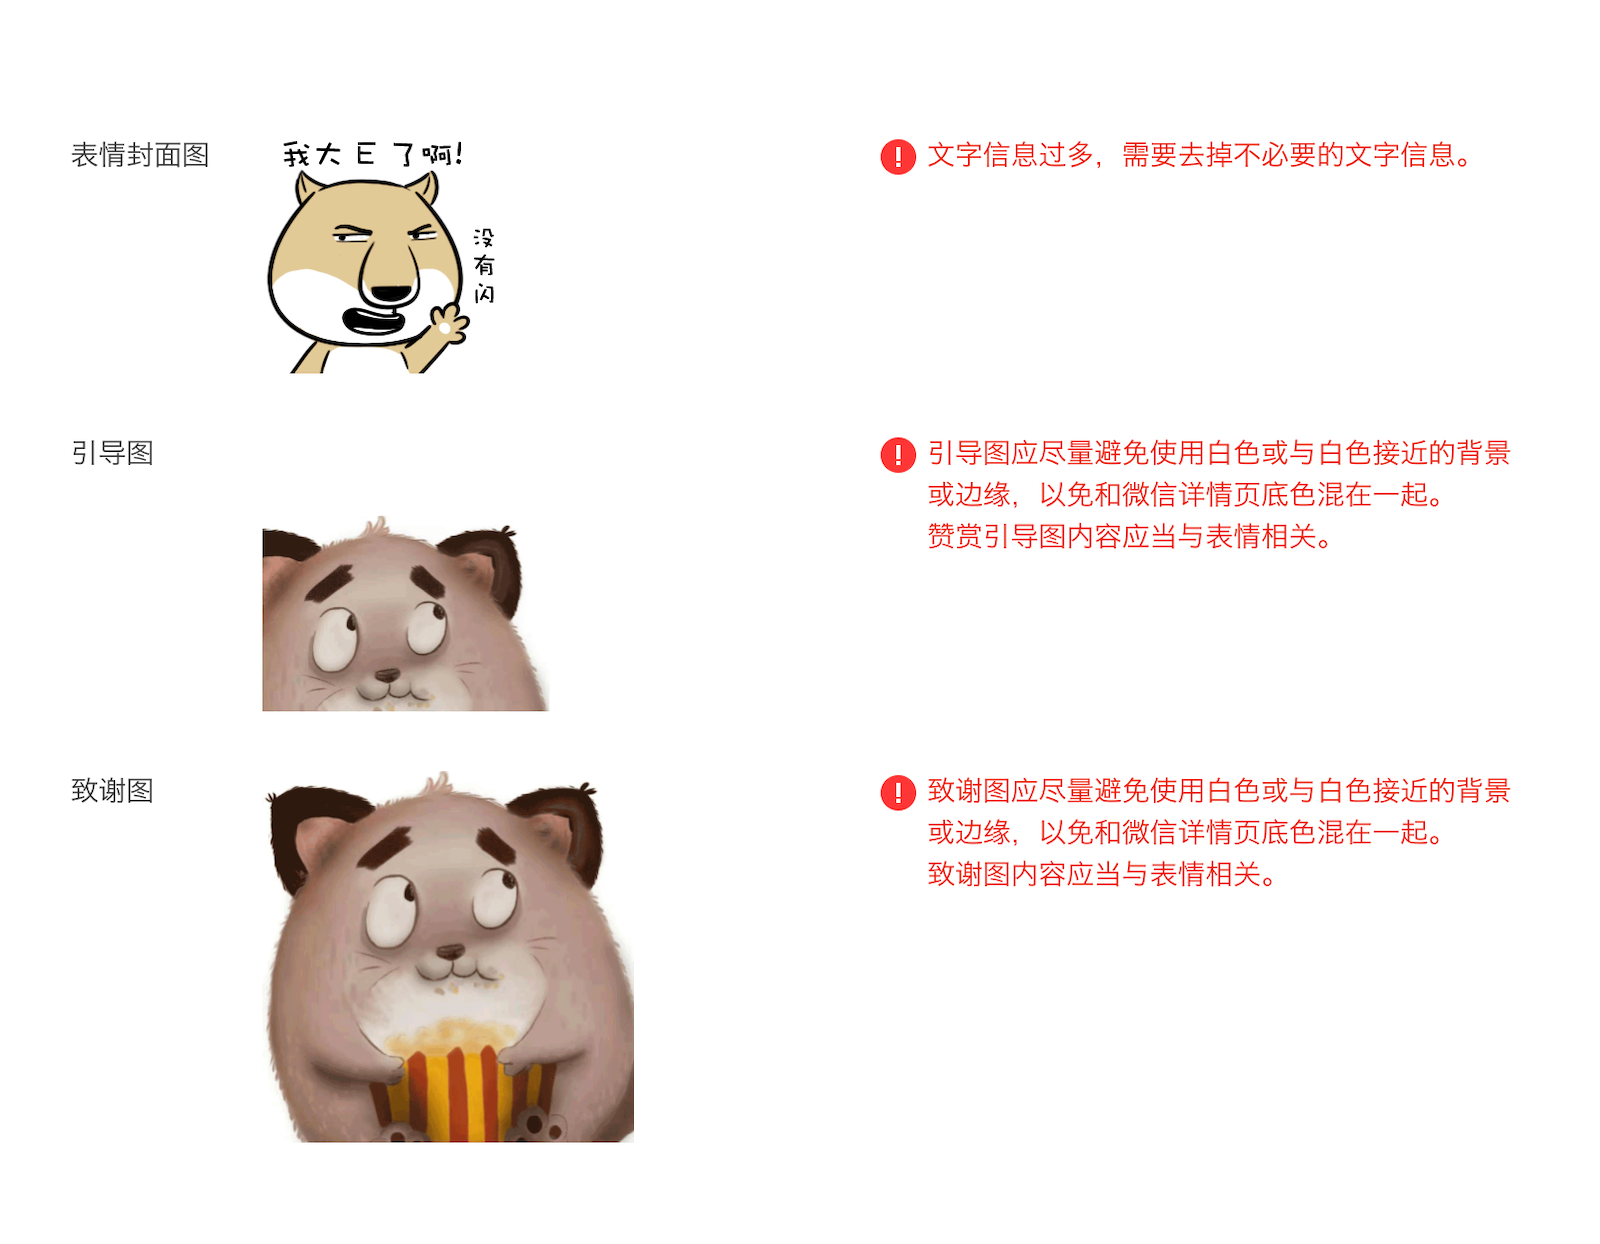 表情封面图
我大E了啊!
没有闪
文字信息过多，需要去掉不必要的文字信息。
引导图
引导图应尽量避免使用白色或与白色接近的背景
或边缘，以免和微信详情页底色混在一起。
赞赏引导图内容应当与表情相关。
致谢图
致谢图应尽量避免使用白色或与白色接近的背景
或边缘，以免和微信详情页底色混在一起。
致谢图内容应当与表情相关。